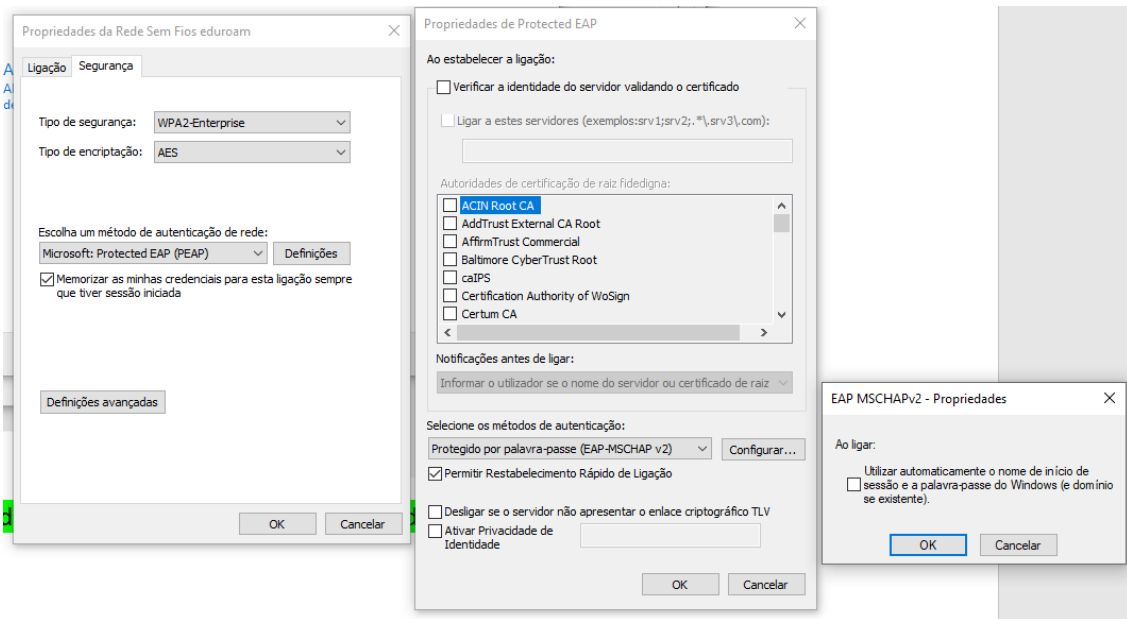 Propriedades da Rede Sem Fios eduroam
Ligação Segurança
Tipo de segurança: WPA2-Enterprise
Tipo de encriptação: AES
Escolha um método de autenticação de rede:
Microsoft: Protected EAP (PEAP) Definições
Memorizar as minhas credenciais para esta ligação sempre
que tiver sessão iniciada
Definições avançadas
OK Cancelar
Propriedades de Protected EAP
Ao estabelecer a ligação:
Verificar a identidade do servidor validando o certificado
Ligar a estes servidores (exemplos:srv1;srv2;.*\.srv3\.com):
Autoridades de certificação de raiz fidedigna:
ACIN Root CA
AddTrust External CA Root
AffirmTrust Commercial
Baltimore CyberTrust Root
caIPS
Certification Authority of WoSign
Certum CA
Notificações antes de ligar:
Informar o utilizador se o nome do servidor ou certificado de raiz
Selecione os métodos de autenticação:
Protegido por palavra-passe (EAP-MSCHAP v2) Configurar...
Permitir Restabelecimento Rápido de Ligação
Desligar se o servidor não apresentar o enlace criptográfico TLV
Ativar Privacidade de
Identidade
OK Cancelar
EAP MSCHAPv2 - Propriedades
Ao ligar:
Utilizar automaticamente o nome de início de
sessão e a palavra-passe do Windows (e domínio
se existente).
OK Cancelar